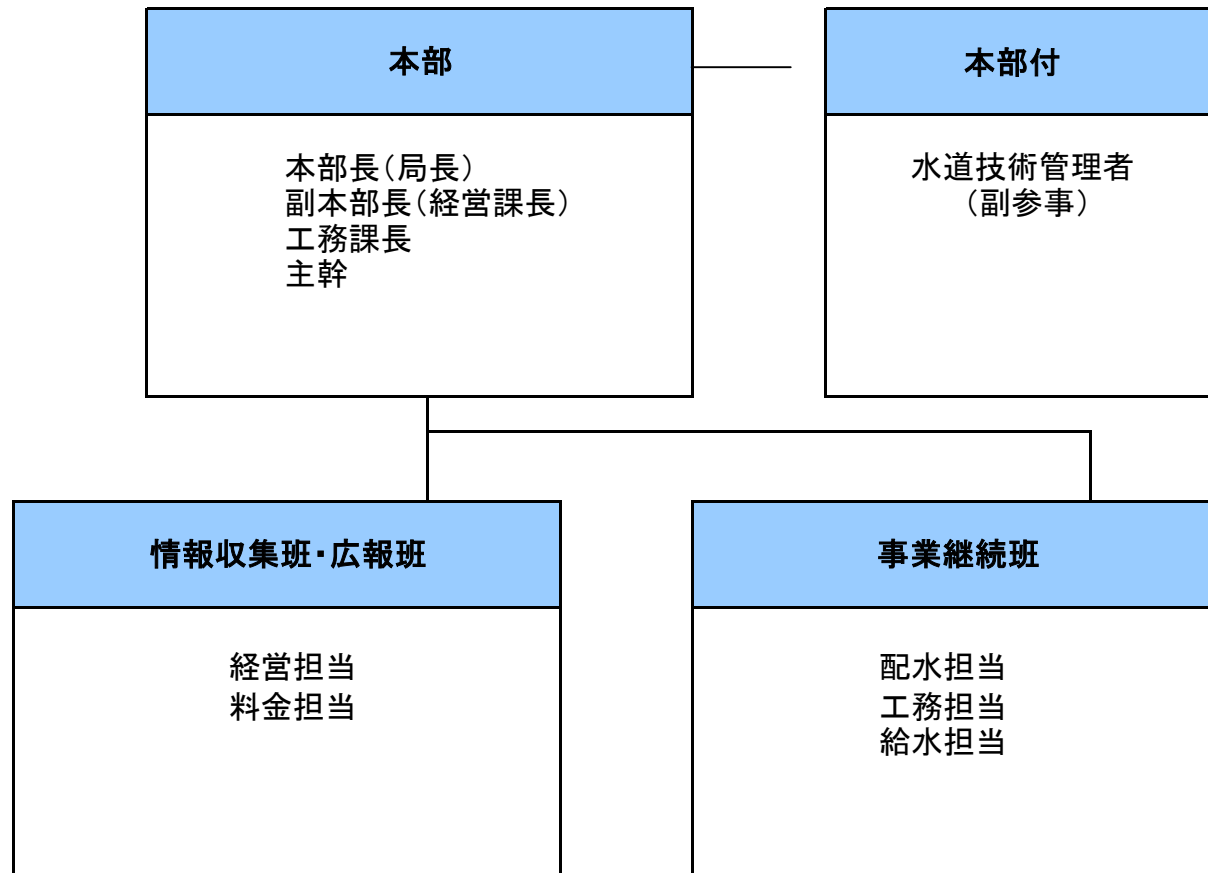 本部
本部付
本部長（局長）
副本部長（経営課長）
工務課長
主幹
水道技術管理者
（副参事）
情報収集班・広報班
事業継続班
経営担当
料金担当
配水担当
工務担当
給水担当